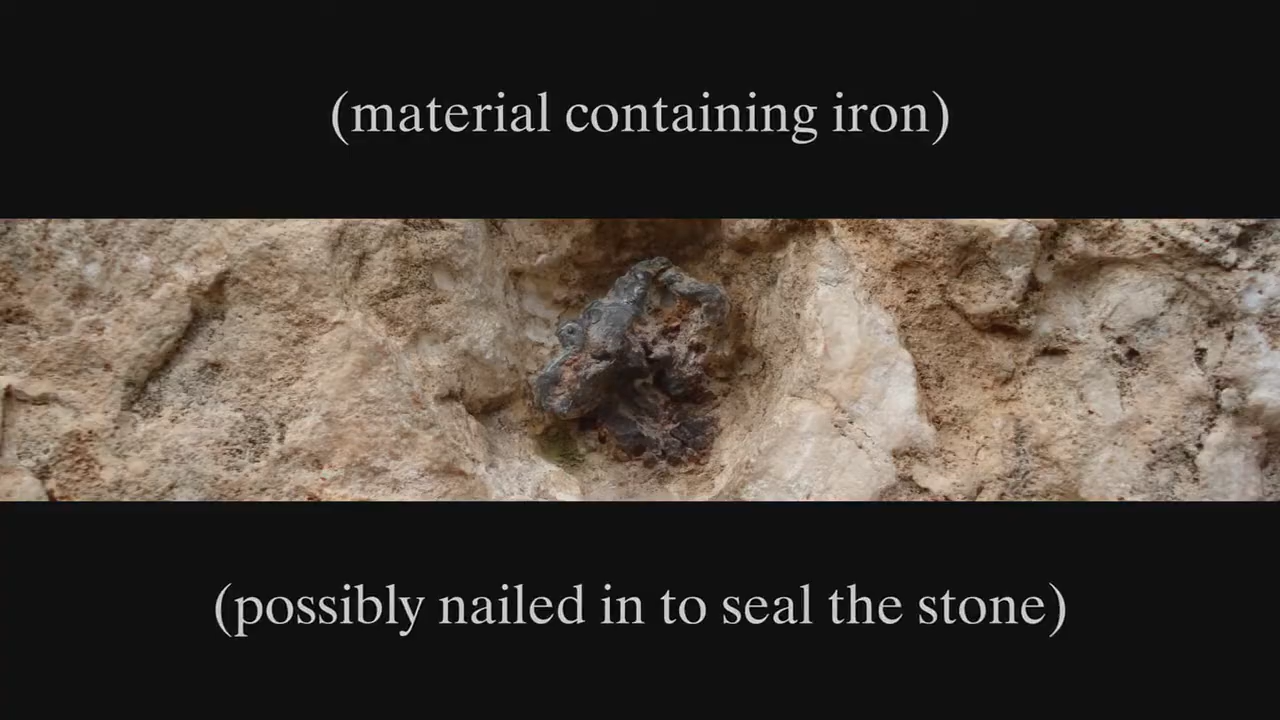 (material containing iron)
(possibly nailed in to seal the stone)